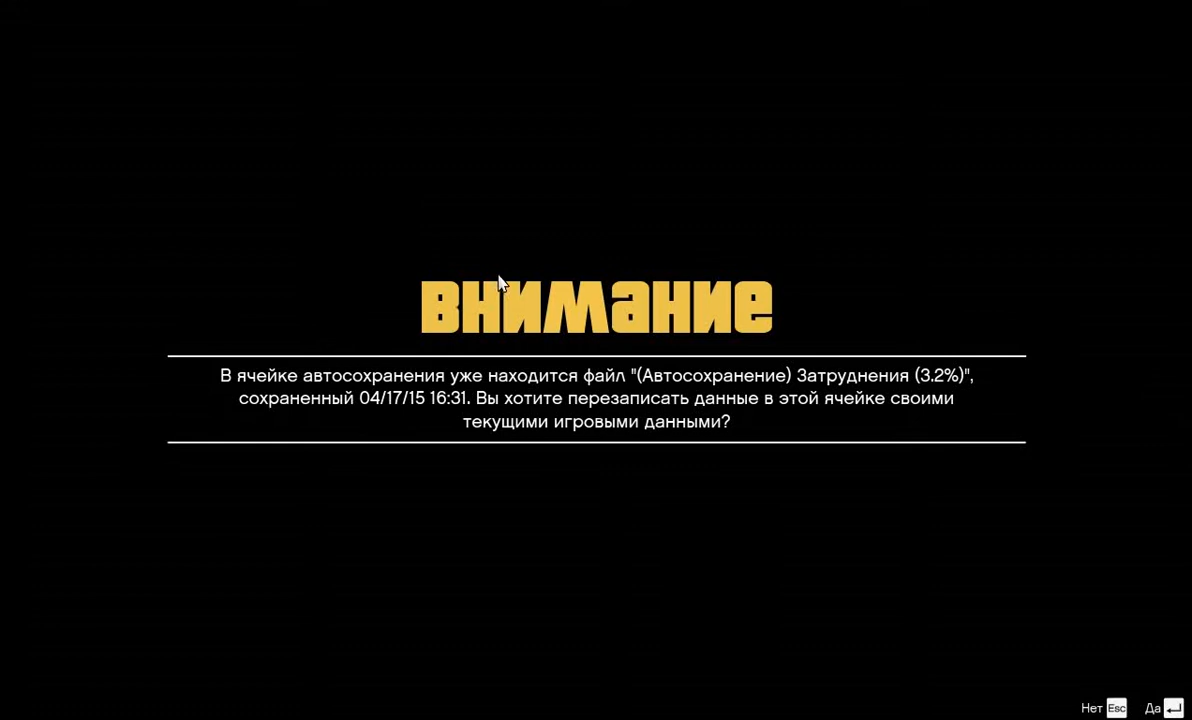 внимание
В ячейке автосохранения уже находится файл "(Автосохранение) Затруднения (3.2%)",
сохраненный 04/17/15 16:31. Вы хотите перезаписать данные в этой ячейке своими
текущими игровыми данными?
Нет Esc Да